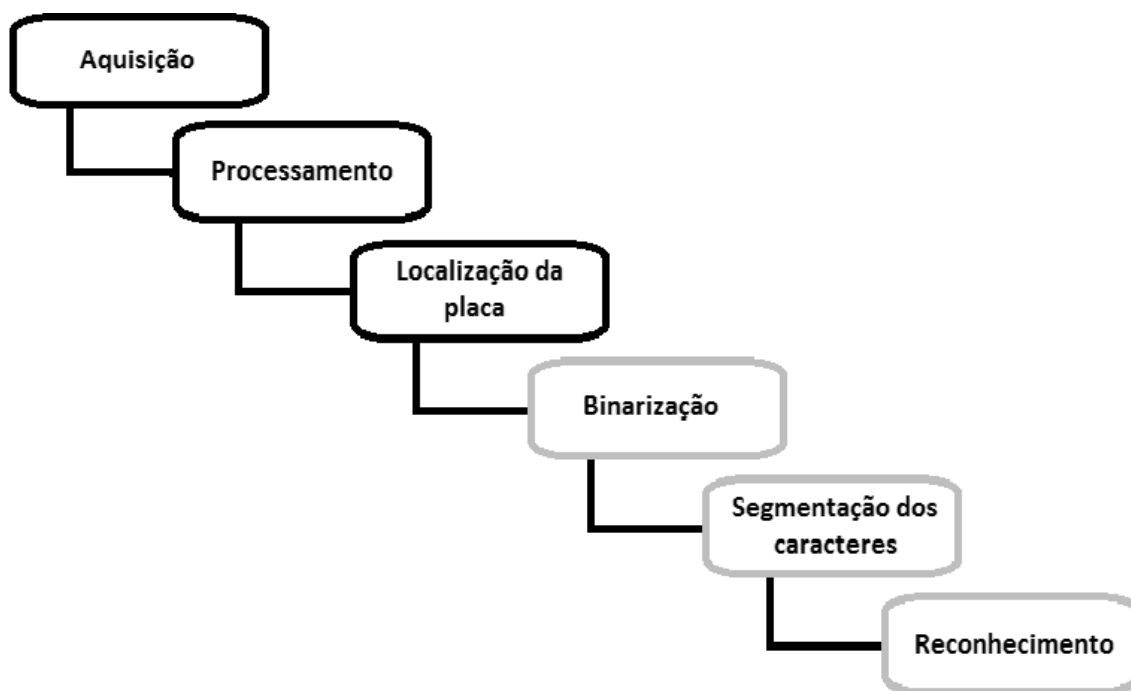 Aquisição
Processamento
Localização da
placa
Binarização
Segmentação dos
caracteres
Reconhecimento